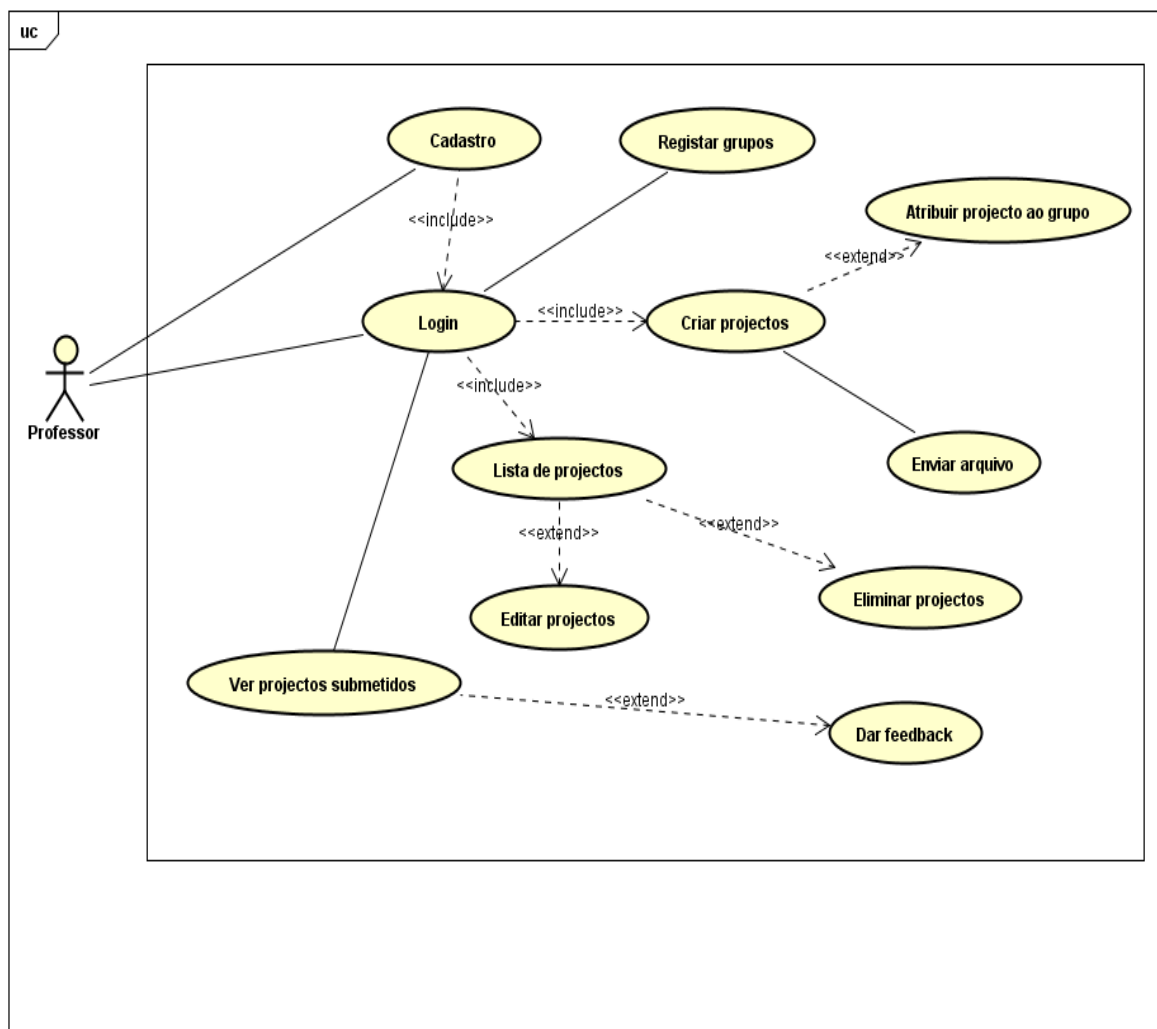 uc
Cadastro
Registar grupos
Atribuir projecto ao grupo
<<include>>
<<extend>>
Login
<<include>>
Criar projectos
<<include>>
Professor
Lista de projectos
Enviar arquivo
<<extend>>
<<extend>>
Editar projectos
Eliminar projectos
Ver projectos submetidos
<<extend>>
Dar feedback